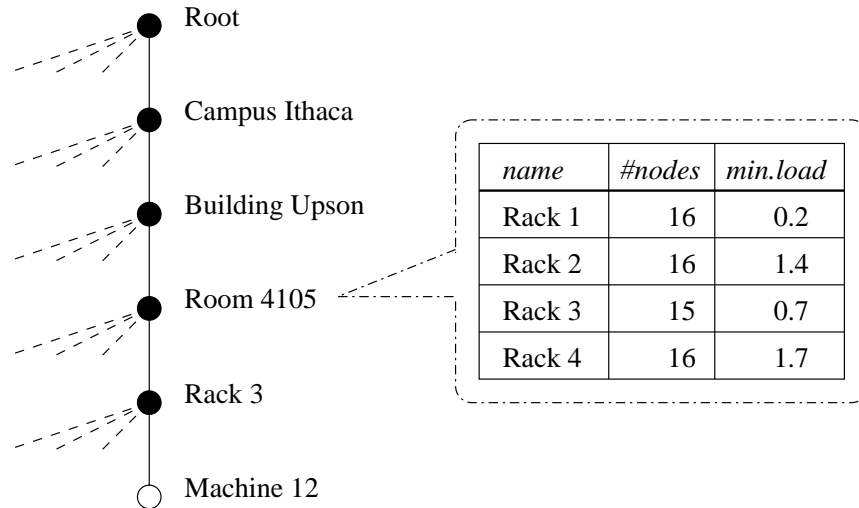 Root
Campus Ithaca
Building Upson
Room 4105
Rack 3
Machine 12
name #nodes min.load
Rack 1 16 0.2
Rack 2 16 1.4
Rack 3 15 0.7
Rack 4 16 1.7